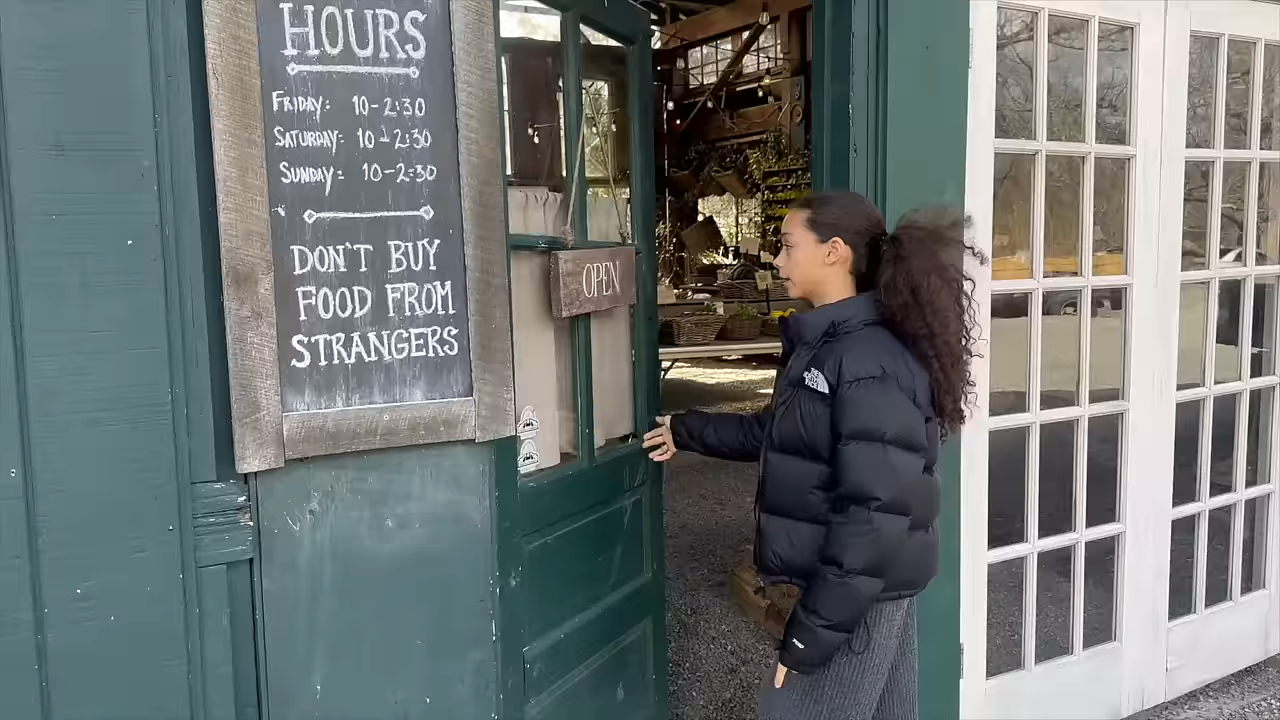 HOURS
FRIDAY: 10-2:30
SATURDAY: 10-2:30
SUNDAY: 10-2:30
DON'T BUY
FOOD FROM
STRANGERS
OPEN
THE
NORTH
FACE